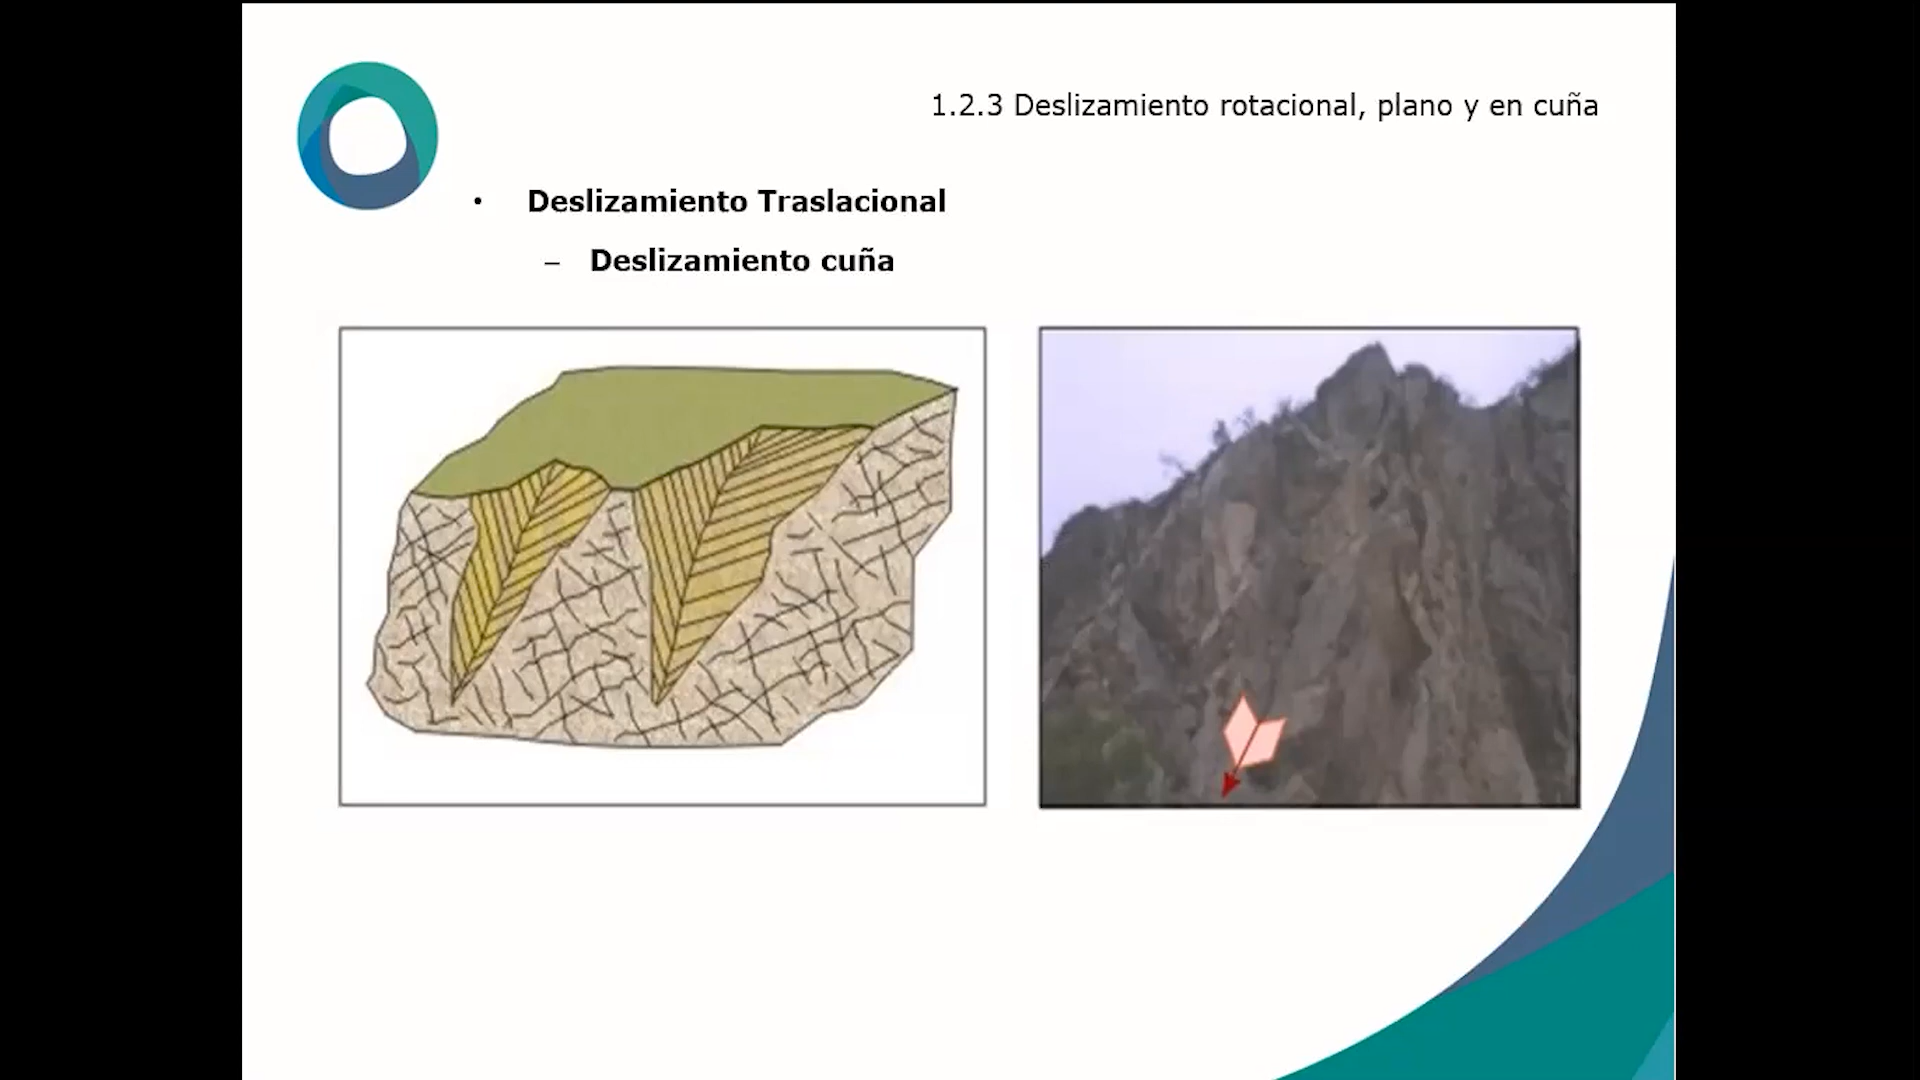 1.2.3 Deslizamiento rotacional, plano y en cuña
• Deslizamiento Traslacional
– Deslizamiento cuña